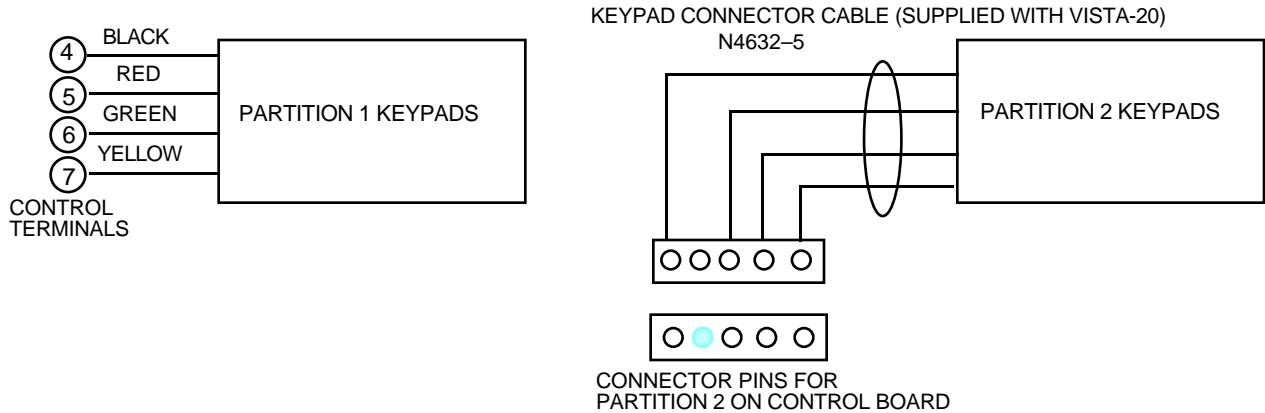 KEYPAD CONNECTOR CABLE (SUPPLIED WITH VISTA-20)
N4632–5
4
BLACK
5
RED
6
GREEN
7
YELLOW
PARTITION 1 KEYPADS
CONTROL
TERMINALS
PARTITION 2 KEYPADS
CONNECTOR PINS FOR
PARTITION 2 ON CONTROL BOARD